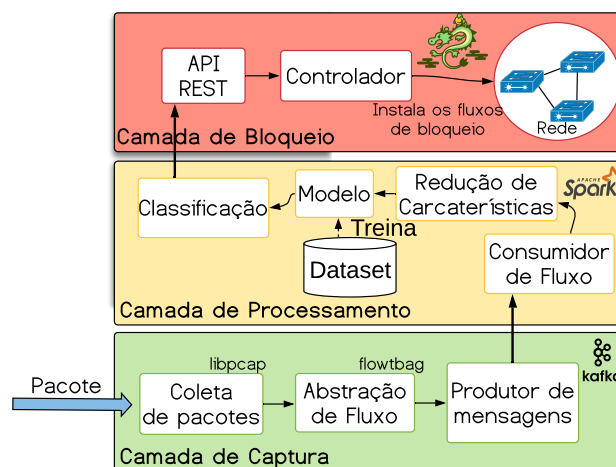 API
REST
Controlador
Instala os fluxos
de bloqueio
Rede
Camada de Bloqueio
Classificação
Modelo
Redução de
Carcaterísticas
APACHE
Spark
Treina
Dataset
Consumidor
de Fluxo
Camada de Processamento
Pacote
libpcap
Coleta
de pacotes
flowtbag
Abstração
de Fluxo
Produtor de
mensagens
kafka
Camada de Captura